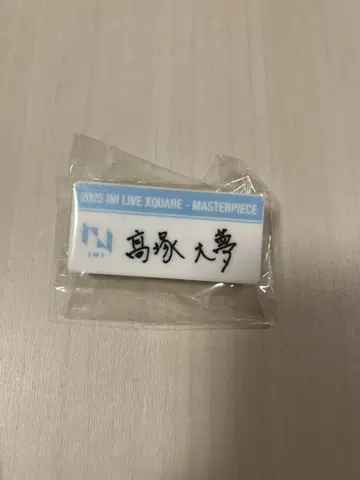 2025 INI LIVE XQUARE - MASTERPIECE
INI
髙塚 大夢